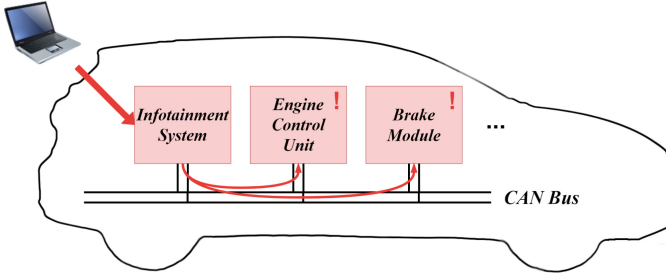 Infotainment
System
Engine
Control
Unit
!
Brake
Module
!
...
CAN Bus